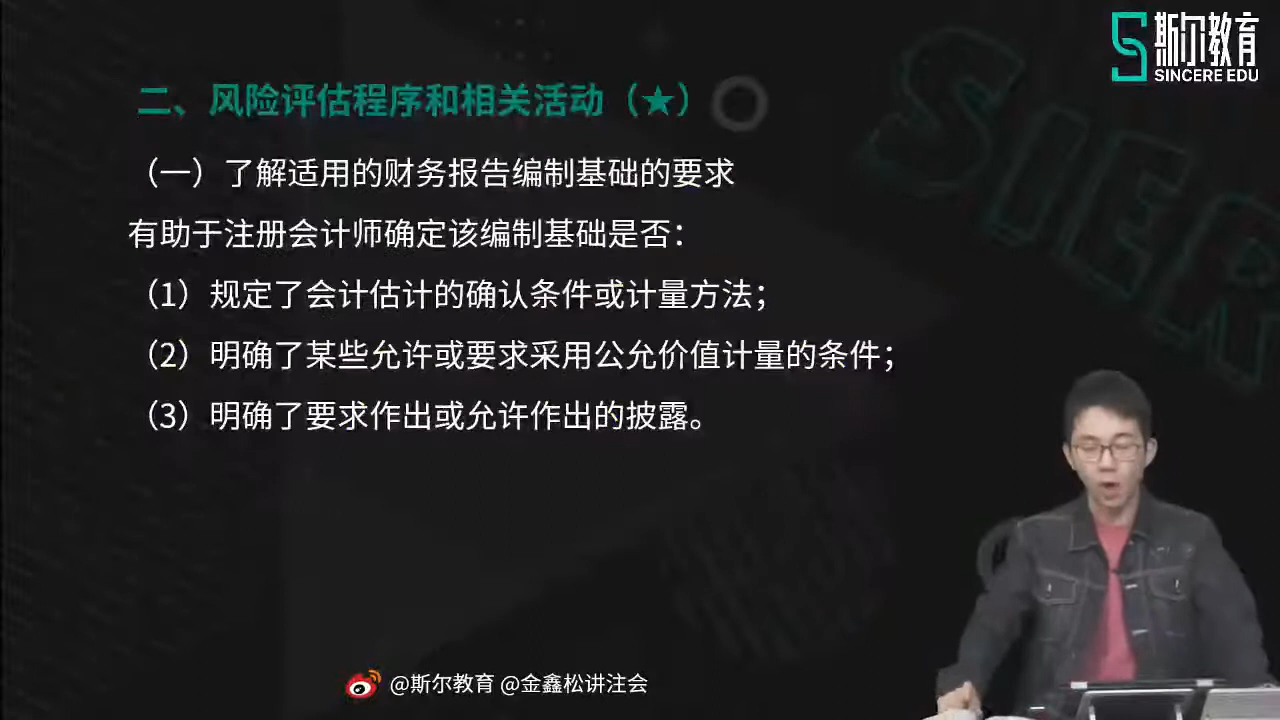 斯尔教育
SINCERE EDU
二、风险评估程序和相关活动（★）
（一）了解适用的财务报告编制基础的要求
有助于注册会计师确定该编制基础是否：
（1）规定了会计估计的确认条件或计量方法；
（2）明确了某些允许或要求采用公允价值计量的条件；
（3）明确了要求作出或允许作出的披露。
@斯尔教育 @金鑫松讲注会